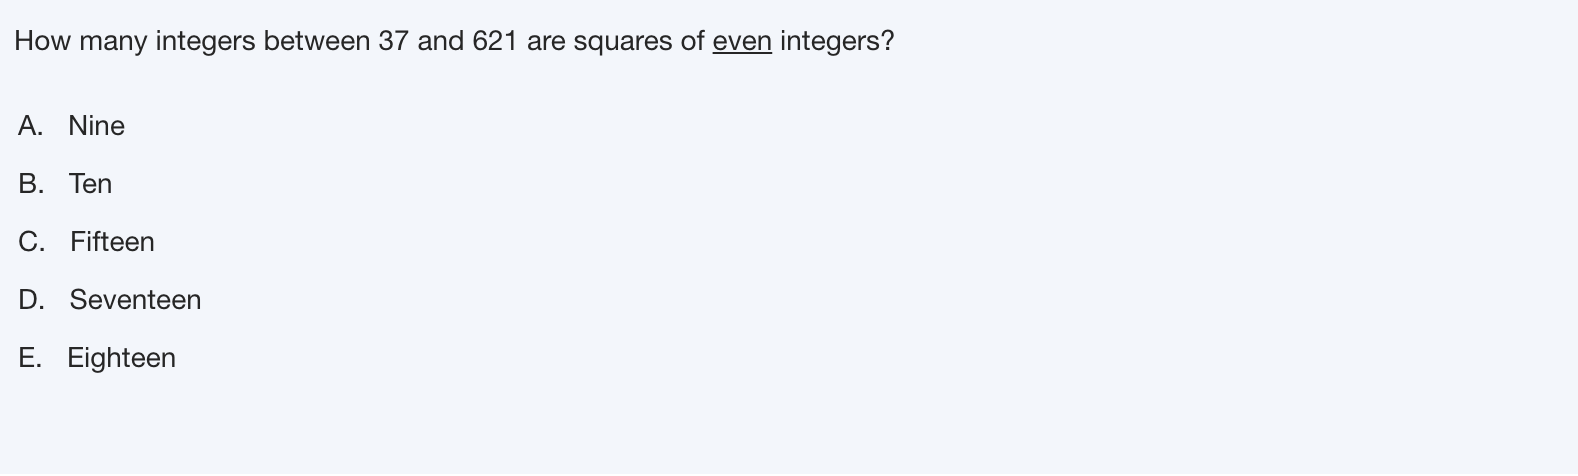 How many integers between 37 and 621 are squares of even integers?
A. Nine
B. Ten
C. Fifteen
D. Seventeen
E. Eighteen